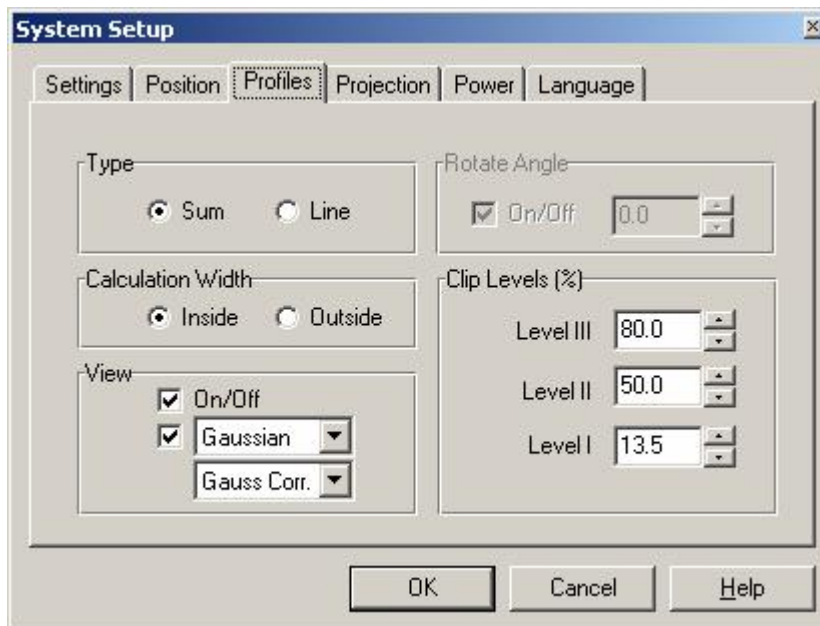 System Setup
Settings Position Profiles Projection Power Language
Type
Sum Line
Rotate Angle
On/Off 0.0
Calculation Width
Inside Outside
Clip Levels (%)
Level III 80.0
Level II 50.0
Level I 13.5
View
On/Off
Gaussian
Gauss Corr.
OK Cancel Help